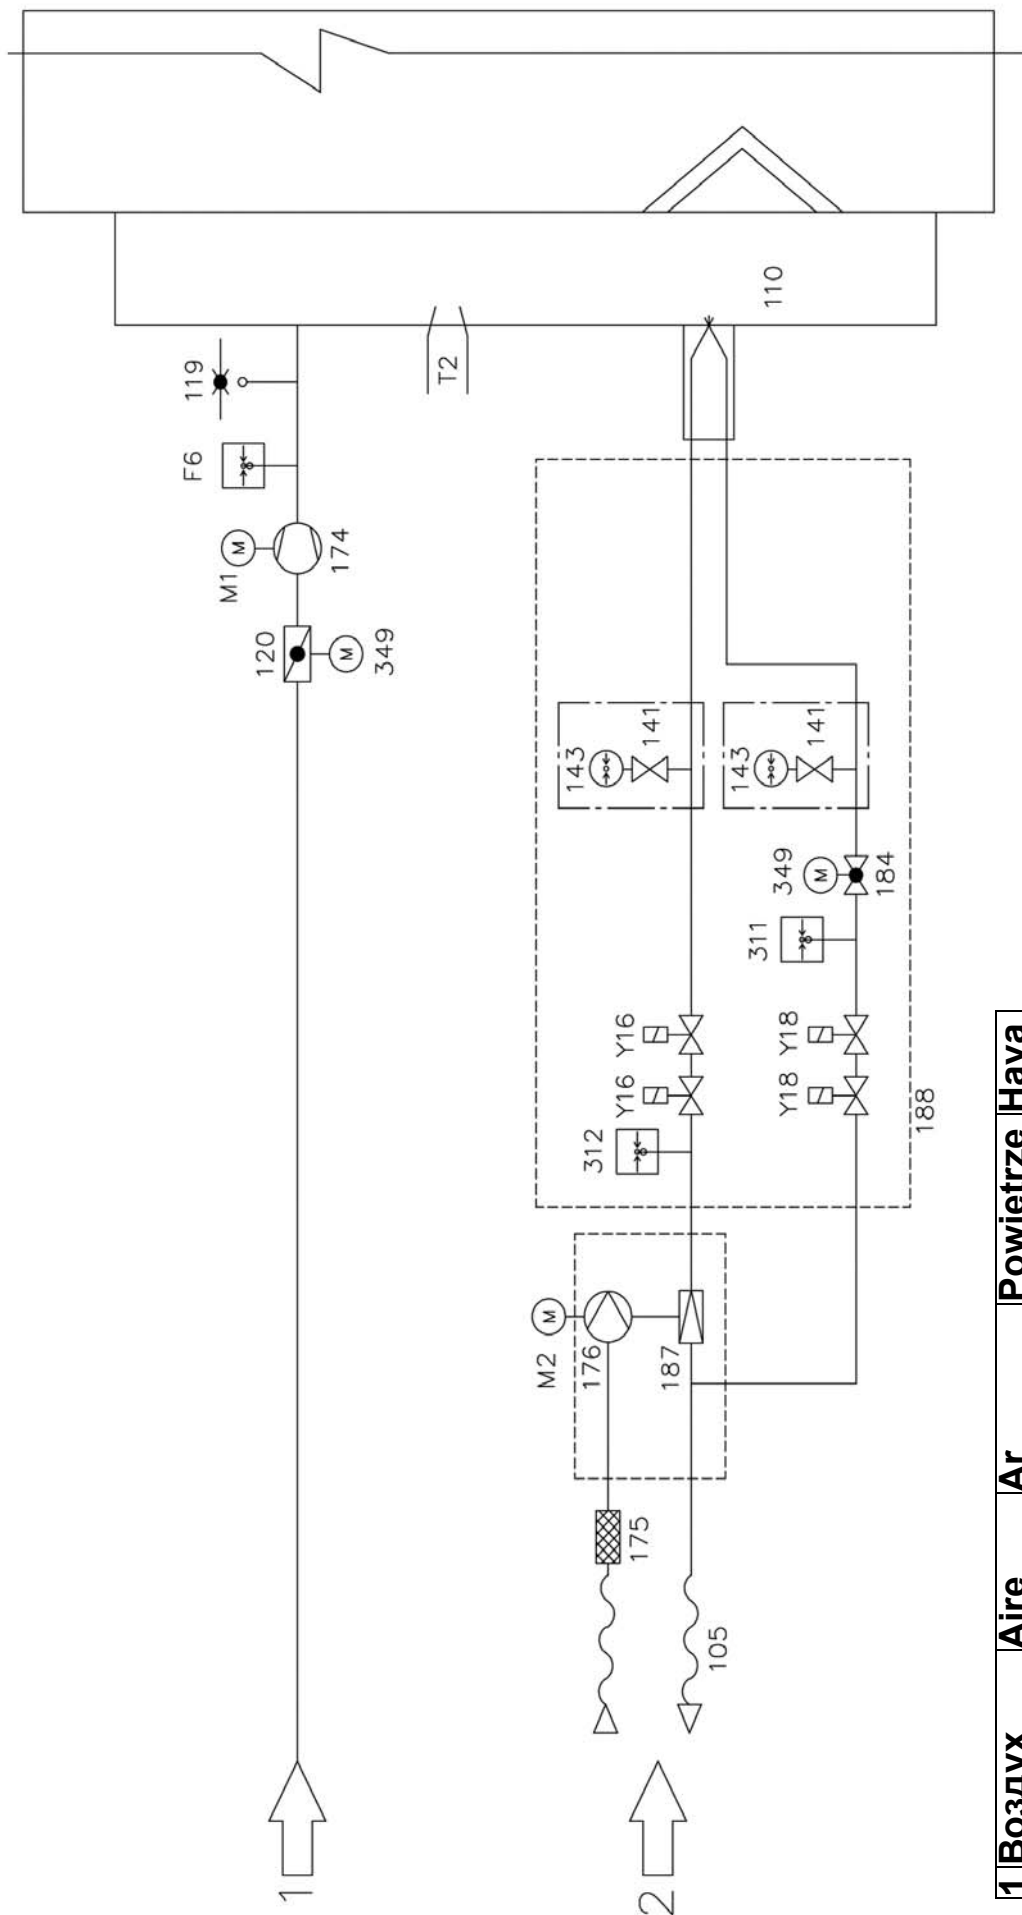 119
F6
M
M1
174
120
M
349
T2
110
143
141
143
141
349
M
184
311
Y16
Y16
312
Y18
Y18
188
M
M2
176
187
175
105
1
2
1 Воздух Aire Ar Powietrze Hava